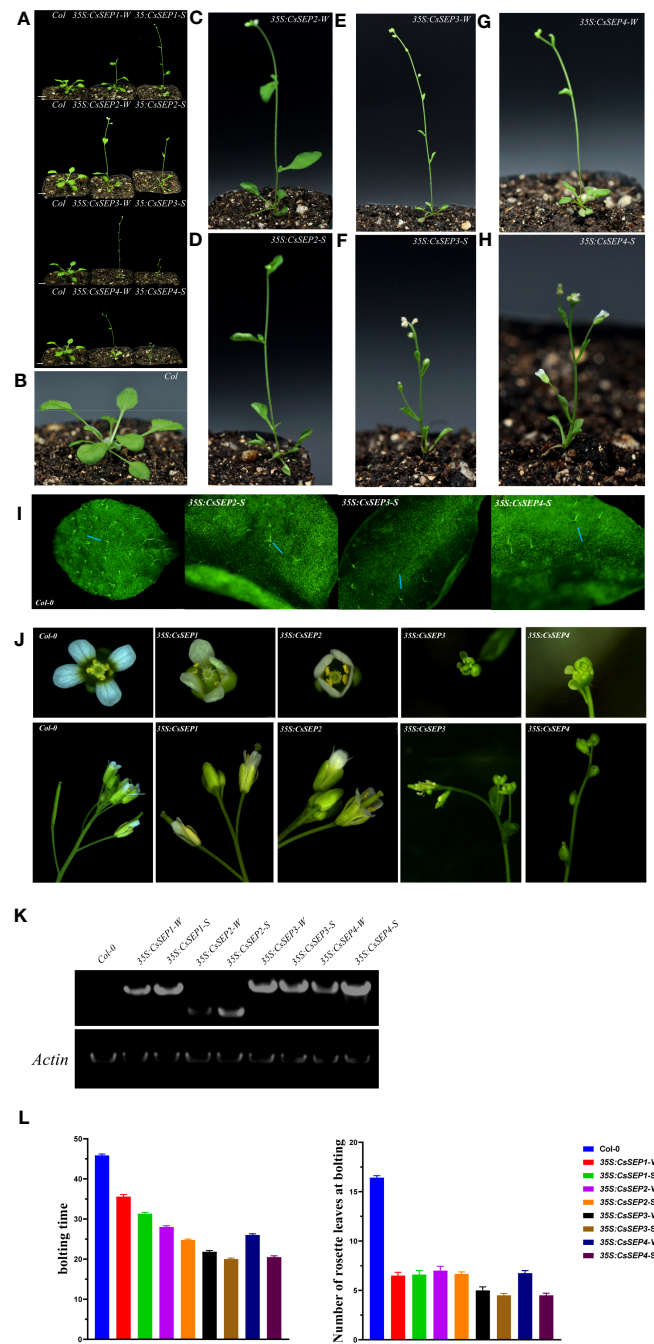 A
Col 35S:CsSEP1-W 35S:CsSEP1-S
Col 35S:CsSEP2-W 35:CsSEP2-S
Col 35S:CsSEP3-W 35:CsSEP3-S
Col 35S:CsSEP4-W 35:CsSEP4-S
B
Col
C
35S:CsSEP2-W
D
35S:CsSEP2-S
E
35S:CsSEP3-W
F
35S:CsSEP3-S
G
35S:CsSEP4-W
H
35S:CsSEP4-S
I
Col-0
35S:CsSEP2-S
35S:CsSEP3-S
35S:CsSEP4-S
J
Col-0 35S:CsSEP1 35S:CsSEP2 35S:CsSEP3 35S:CsSEP4
Col-0 35S:CsSEP1 35S:CsSEP2 35S:CsSEP3 35S:CsSEP4
K
Col-0 35S:CsSEP1-W 35S:CsSEP1-S 35S:CsSEP2-W 35S:CsSEP2-S 35S:CsSEP3-W 35S:CsSEP3-S 35S:CsSEP4-W 35S:CsSEP4-S
Actin
L
bolting time
50
40
30
20
10
0
Number of rosette leaves at bolting
20
15
10
5
0
Col-0
35S:CsSEP1-W
35S:CsSEP1-S
35S:CsSEP2-W
35S:CsSEP2-S
35S:CsSEP3-W
35S:CsSEP3-S
35S:CsSEP4-W
35S:CsSEP4-S